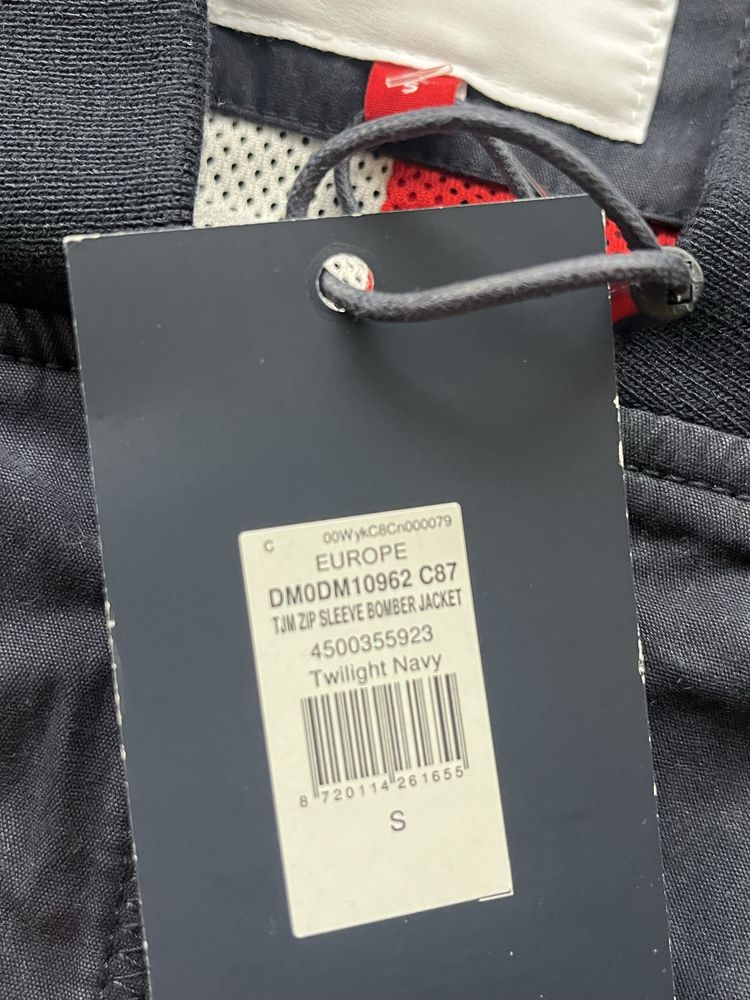 S
C 00WykC8Cn000079
EUROPE
DM0DM10962 C87
TJM ZIP SLEEVE BOMBER JACKET
4500355923
Twilight Navy
8 720114 261655
S